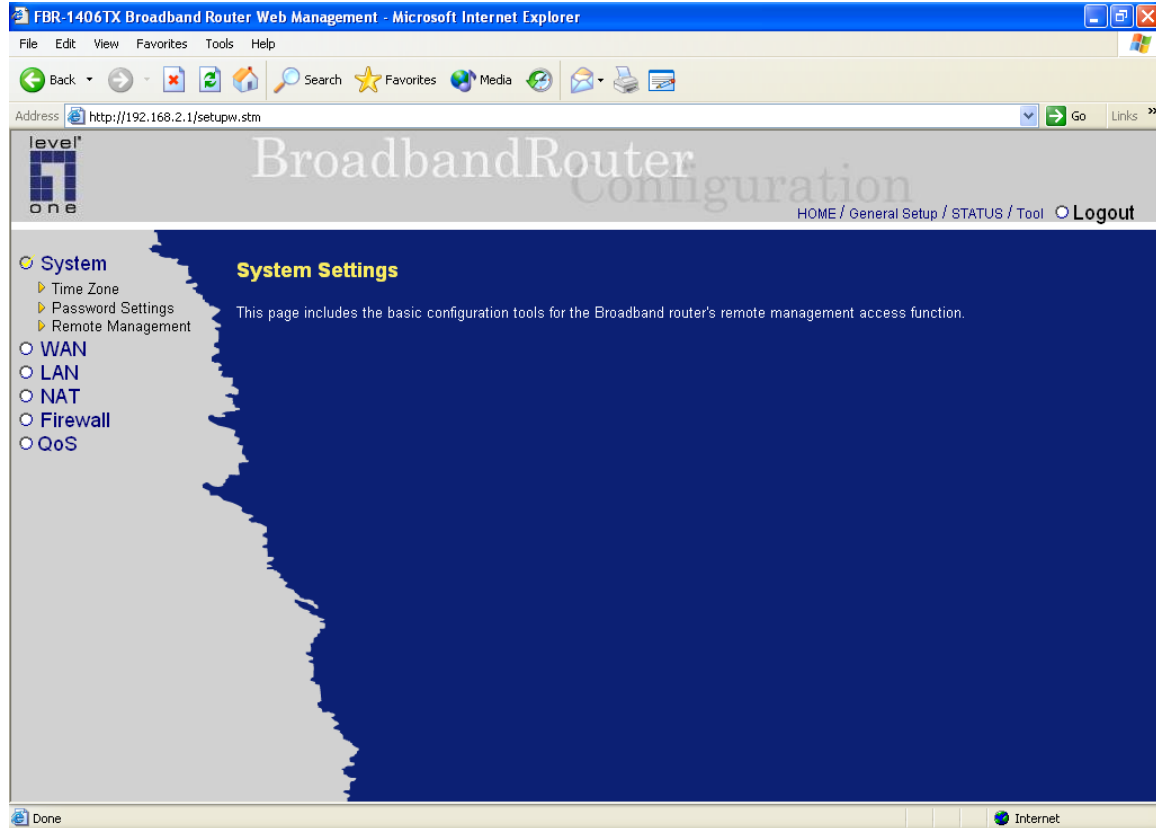 FBR-1406TX Broadband Router Web Management - Microsoft Internet Explorer
File Edit View Favorites Tools Help
Back Search Favorites Media
Address http://192.168.2.1/setupw.stm Go Links »
level one
BroadbandRouter
Configuration
HOME / General Setup / STATUS / Tool Logout
System
Time Zone
Password Settings
Remote Management
WAN
LAN
NAT
Firewall
QoS
System Settings
This page includes the basic configuration tools for the Broadband router's remote management access function.
Done Internet